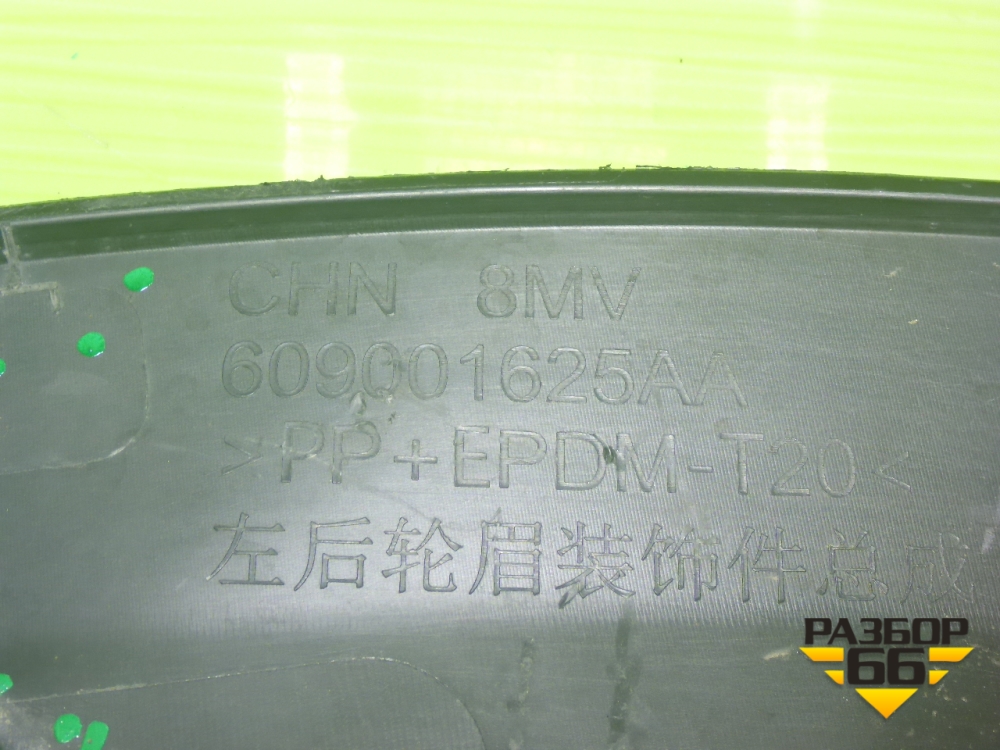 CHN 8MV
609001625AA
>PP+EPDM-T20<
左后轮眉装饰件总成
РАЗБОР
66